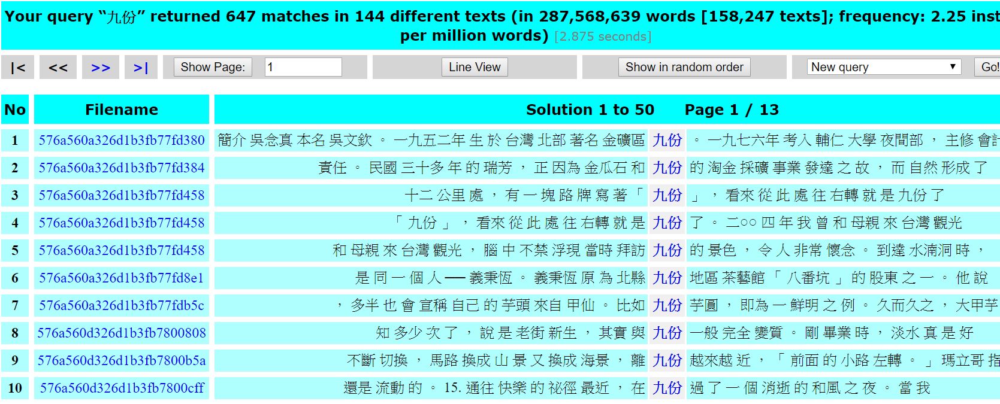 Your query “九份” returned 647 matches in 144 different texts (in 287,568,639 words [158,247 texts]; frequency: 2.25 inst
per million words) [2.875 seconds]
|< << >> >| Show Page: 1 Line View Show in random order New query Go!
No Filename Solution 1 to 50 Page 1 / 13
1 576a560a326d1b3fb77fd380 簡介 吳念真 本名 吳文欽 。 一九五二年 生 於 台灣 北部 著名 金礦區 九份 。 一九七六年 考入 輔仁 大學 夜間部 ， 主修 會計
2 576a560a326d1b3fb77fd384 責任 。 民國 三十多 年 的 瑞芳 ， 正 因為 金瓜石 和 九份 的 淘金 採礦 事業 發達 之 故 ， 而 自然 形成 了
3 576a560a326d1b3fb77fd458 十二 公里 處 ， 有 一 塊 路 牌 寫 著 「 九份 」 ， 看來 從 此 處 往 右轉 就 是 九份 了
4 576a560a326d1b3fb77fd458 「 九份 」 ， 看來 從 此 處 往 右轉 就 是 九份 了 。 二○○ 四 年 我 曾 和 母親 來 台灣 觀光
5 576a560a326d1b3fb77fd458 和 母親 來 台灣 觀光 ， 腦 中 不禁 浮現 當時 拜訪 九份 的 景色 ， 令 人 非常 懷念 。 到達 水湳洞 時 ，
6 576a560a326d1b3fb77fd8e1 是 同 一 個 人 ── 義秉恆 。 義秉恆 原 為 北縣 九份 地區 茶藝館 「 八番坑 」 的 股東 之 一 。 他 說
7 576a560a326d1b3fb77fdb5c ， 多半 也 會 宣稱 自己 的 芋頭 來自 甲仙 。 比如 九份 芋圓 ， 即為 一 鮮明 之 例 。 久而久之 ， 大甲芋
8 576a560d326d1b3fb7800808 知 多少 次 了 ， 說 是 老街 新生 ， 其實 與 九份 一般 完全 變質 。 剛 畢業 時 ， 淡水 真 是 好
9 576a560d326d1b3fb7800b5a 不斷 切換 ， 馬路 換成 山 景 又 換成 海景 ， 離 九份 越來越 近 ， 「 前面 的 小路 左轉 。 」 瑪立哥 指
10 576a560d326d1b3fb7800cff 還是 流動 的 。 15. 通往 快樂 的 祕徑 最近 ， 在 九份 過 了 一 個 消逝 的 和風 之 夜 。 當 我